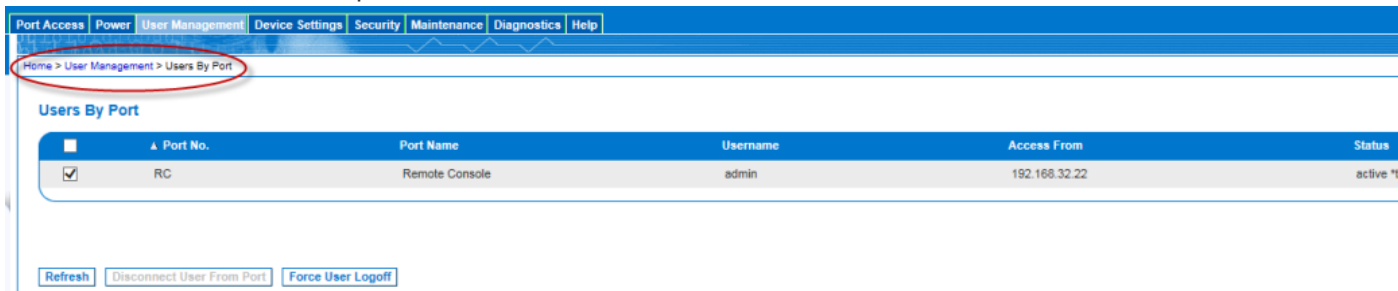 Port Access Power User Management Device Settings Security Maintenance Diagnostics Help
Home > User Management > Users By Port
Users By Port
▲ Port No. Port Name Username Access From Status
RC Remote Console admin 192.168.32.22 active
Refresh Disconnect User From Port Force User Logoff